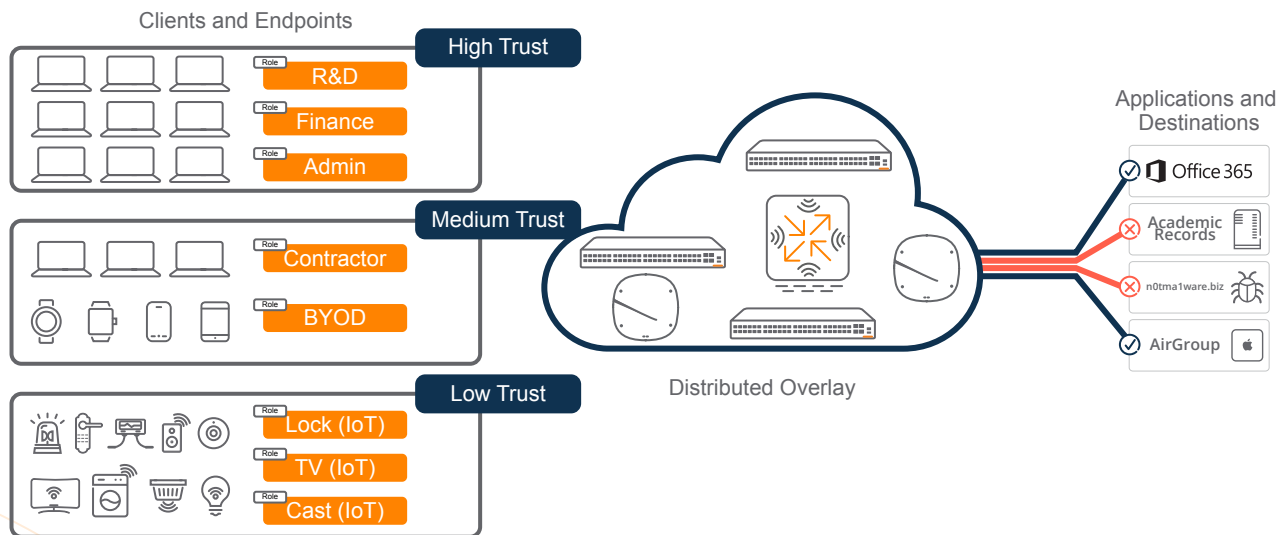 Clients and Endpoints
High Trust
Role
R&D
Role
Finance
Role
Admin
Medium Trust
Role
Contractor
Role
BYOD
Low Trust
Role
Lock (IoT)
Role
TV (IoT)
Role
Cast (IoT)
Distributed Overlay
Applications and
Destinations
Office 365
Academic
Records
n0tma1ware.biz
AirGroup